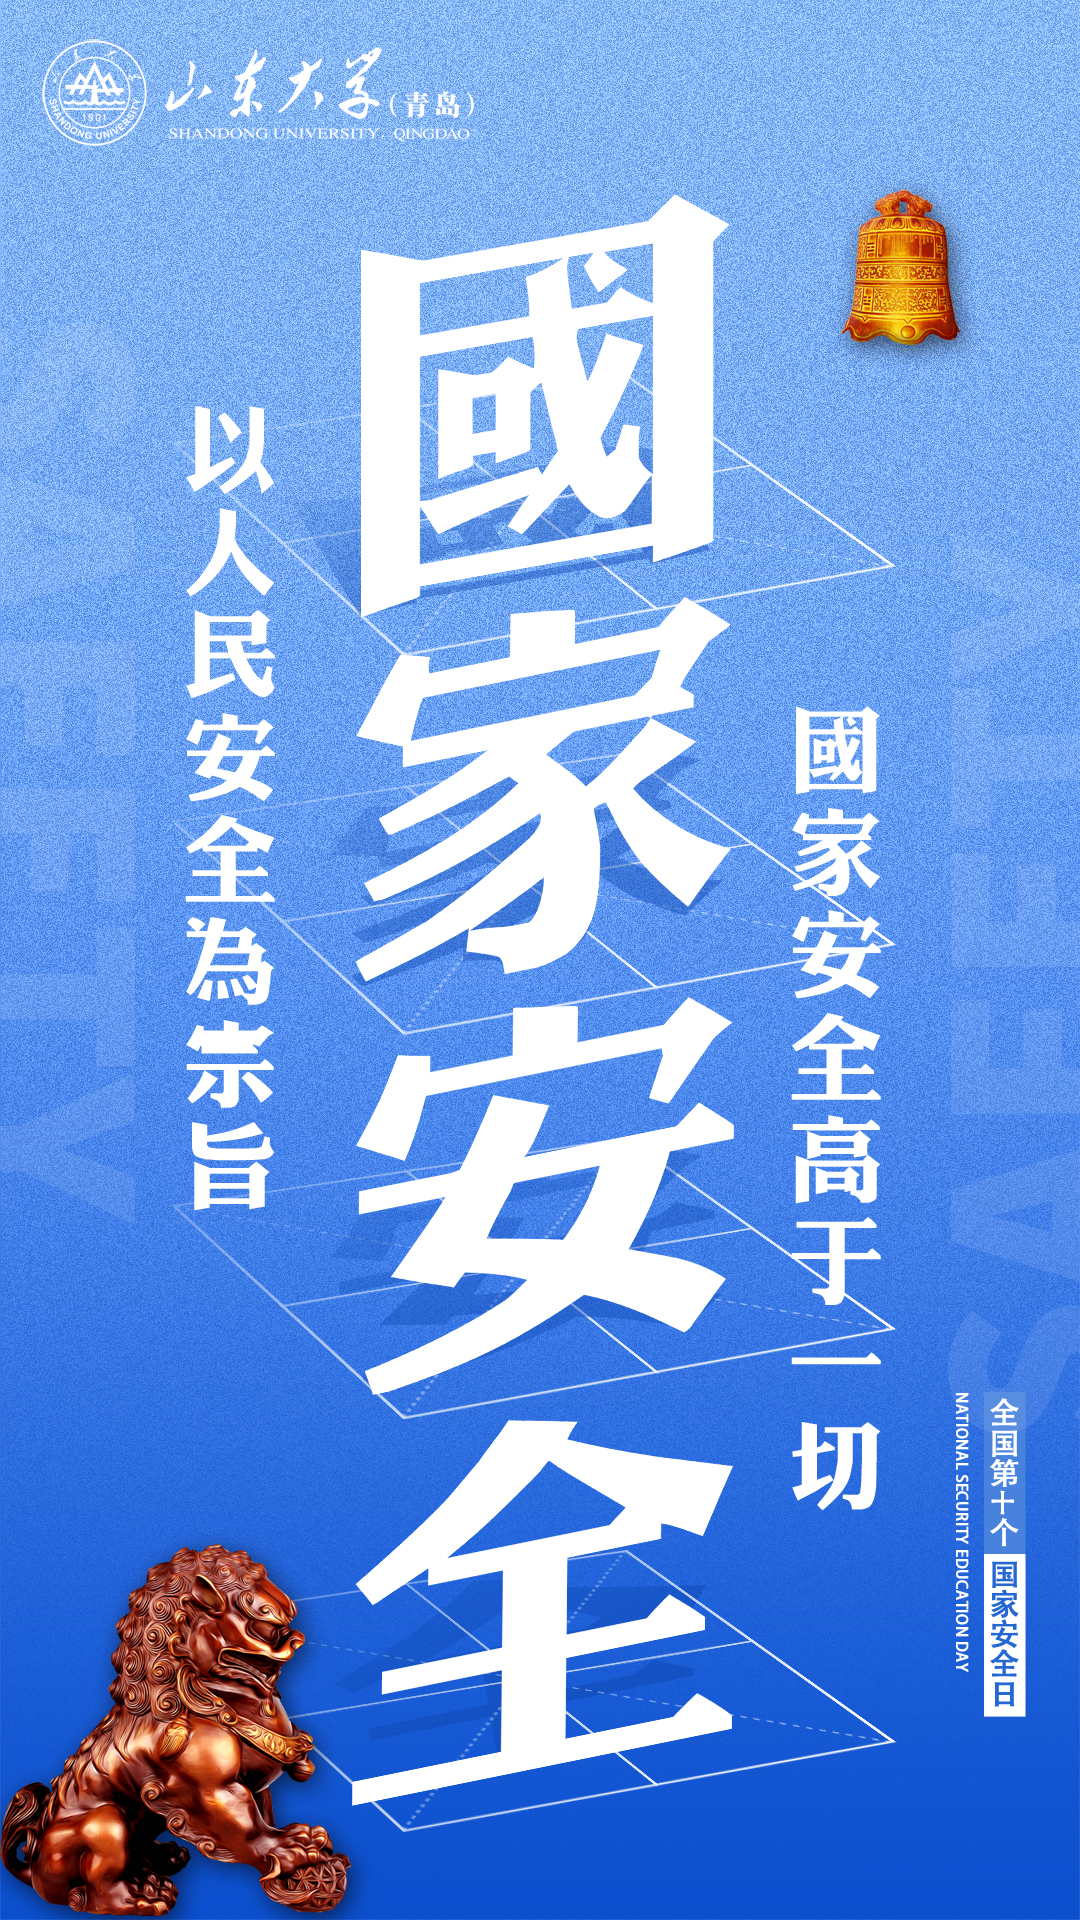 山东大学（青岛）
SHANDONG UNIVERSITY, QINGDAO
SHANDONG UNIVERSITY
1901
國家安全
國家安全高于一切
以人民安全為宗旨
全国第十个
国家安全日
NATIONAL SECURITY EDUCATION DAY
SAFETY
SAFETY